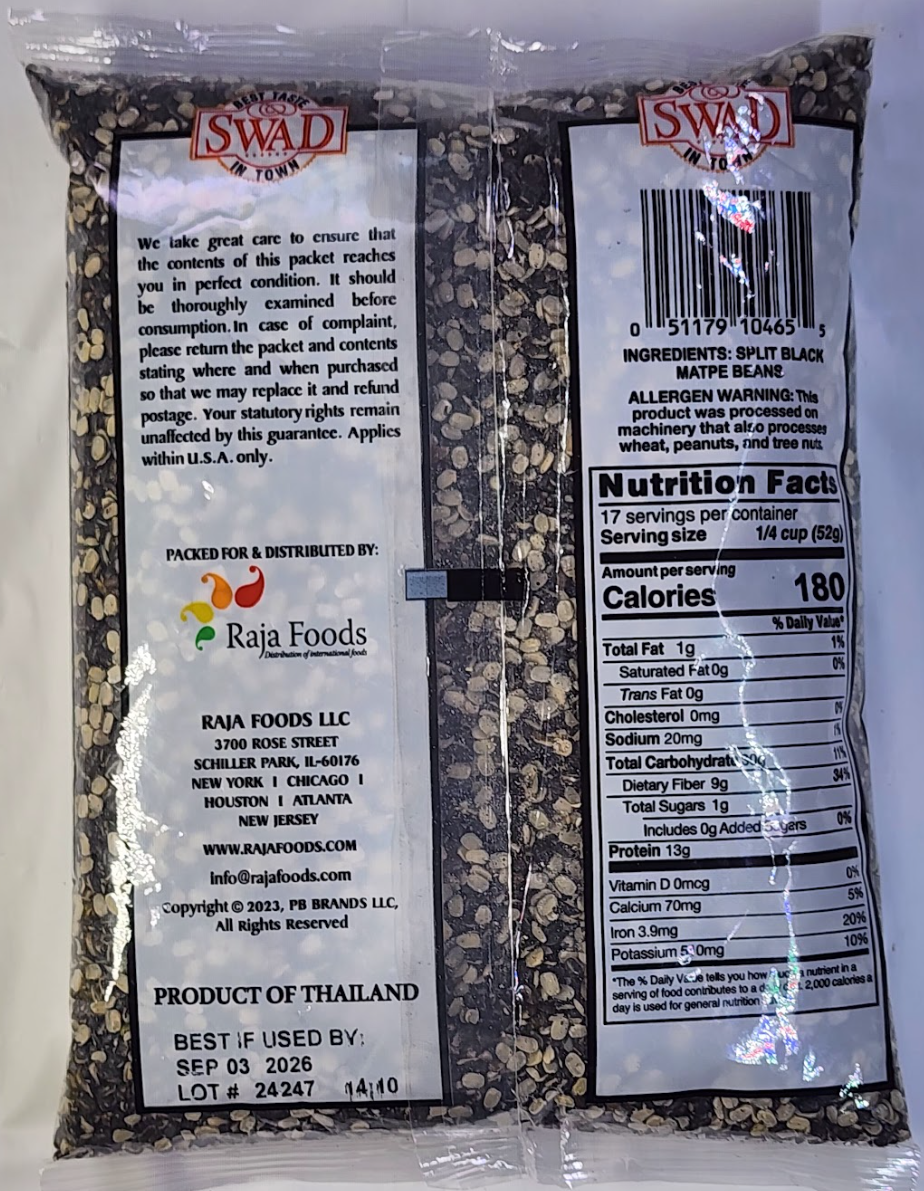 BEST TASTE
SWAD
IN TOWN
We take great care to ensure that
the contents of this packet reaches
you in perfect condition. It should
be thoroughly examined before
consumption. In case of complaint,
please return the packet and contents
stating where and when purchased
so that we may replace it and refund
postage. Your statutory rights remain
unaffected by this guarantee. Applies
within U.S.A. only.
PACKED FOR & DISTRIBUTED BY:
Raja Foods
Distribution of international foods
RAJA FOODS LLC
3700 ROSE STREET
SCHILLER PARK, IL-60176
NEW YORK I CHICAGO I
HOUSTON I ATLANTA
NEW JERSEY
WWW.RAJAFOODS.COM
Info@rajafoods.com
Copyright © 2023, PB BRANDS LLC,
All Rights Reserved
PRODUCT OF THAILAND
BEST IF USED BY:
SEP 03 2026
LOT # 24247 14:10
SWAD
IN TOWN
0 51179 10465 5
INGREDIENTS: SPLIT BLACK
MATPE BEANS
ALLERGEN WARNING: This
product was processed on
machinery that also processes
wheat, peanuts, and tree nuts.
Nutrition Facts
17 servings per container
Serving size 1/4 cup (52g)
Amount per serving
Calories 180
% Daily Value*
Total Fat 1g 1%
Saturated Fat 0g 0%
Trans Fat 0g
Cholesterol 0mg 0%
Sodium 20mg 1%
Total Carbohydrate 11%
Dietary Fiber 9g 34%
Total Sugars 1g
Includes 0g Added Sugars 0%
Protein 13g
Vitamin D 0mcg 0%
Calcium 70mg 5%
Iron 3.9mg 20%
Potassium 10%
*The % Daily Value tells you how much a nutrient in a
serving of food contributes to a 2,000 calories a
day is used for general nutrition